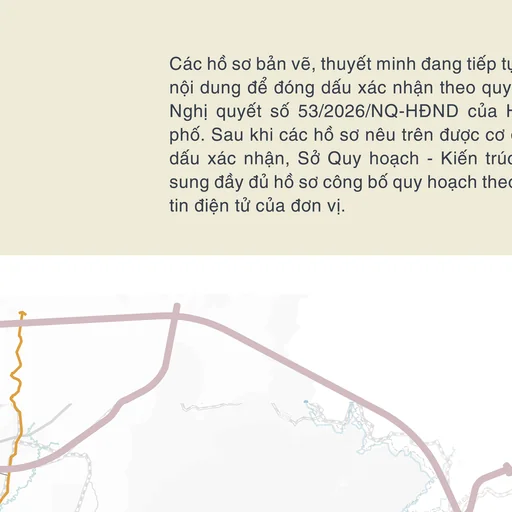 Các hồ sơ bản vẽ, thuyết minh đang tiếp
nội dung để đóng dấu xác nhận theo quy
Nghị quyết số 53/2026/NQ-HĐND của
phố. Sau khi các hồ sơ nêu trên được cơ
dấu xác nhận, Sở Quy hoạch - Kiến trúc
sung đầy đủ hồ sơ công bố quy hoạch theo
tin điện tử của đơn vị.